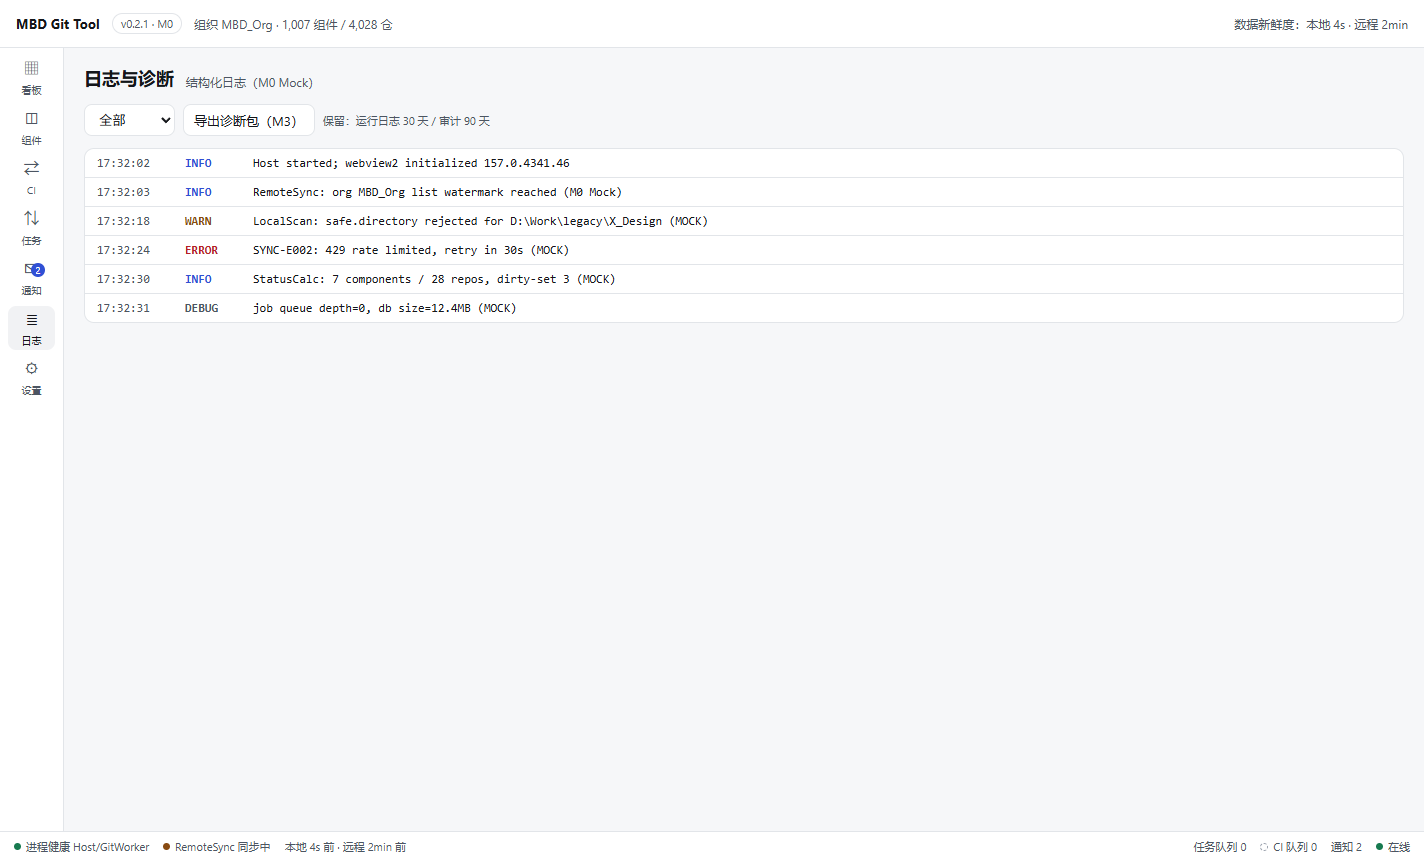 MBD Git Tool v0.2.1 · M0 组织 MBD_Org · 1,007 组件 / 4,028 仓 数据新鲜度：本地 4s · 远程 2min
看板
组件
CI
任务
2
通知
日志
设置
日志与诊断 结构化日志（M0 Mock）
全部 导出诊断包（M3） 保留：运行日志 30 天 / 审计 90 天
17:32:02 INFO Host started; webview2 initialized 157.0.4341.46
17:32:03 INFO RemoteSync: org MBD_Org list watermark reached (M0 Mock)
17:32:18 WARN LocalScan: safe.directory rejected for D:\Work\legacy\X_Design (MOCK)
17:32:24 ERROR SYNC-E002: 429 rate limited, retry in 30s (MOCK)
17:32:30 INFO StatusCalc: 7 components / 28 repos, dirty-set 3 (MOCK)
17:32:31 DEBUG job queue depth=0, db size=12.4MB (MOCK)
进程健康 Host/GitWorker RemoteSync 同步中 本地 4s 前 · 远程 2min 前 任务队列 0 CI 队列 0 通知 2 在线